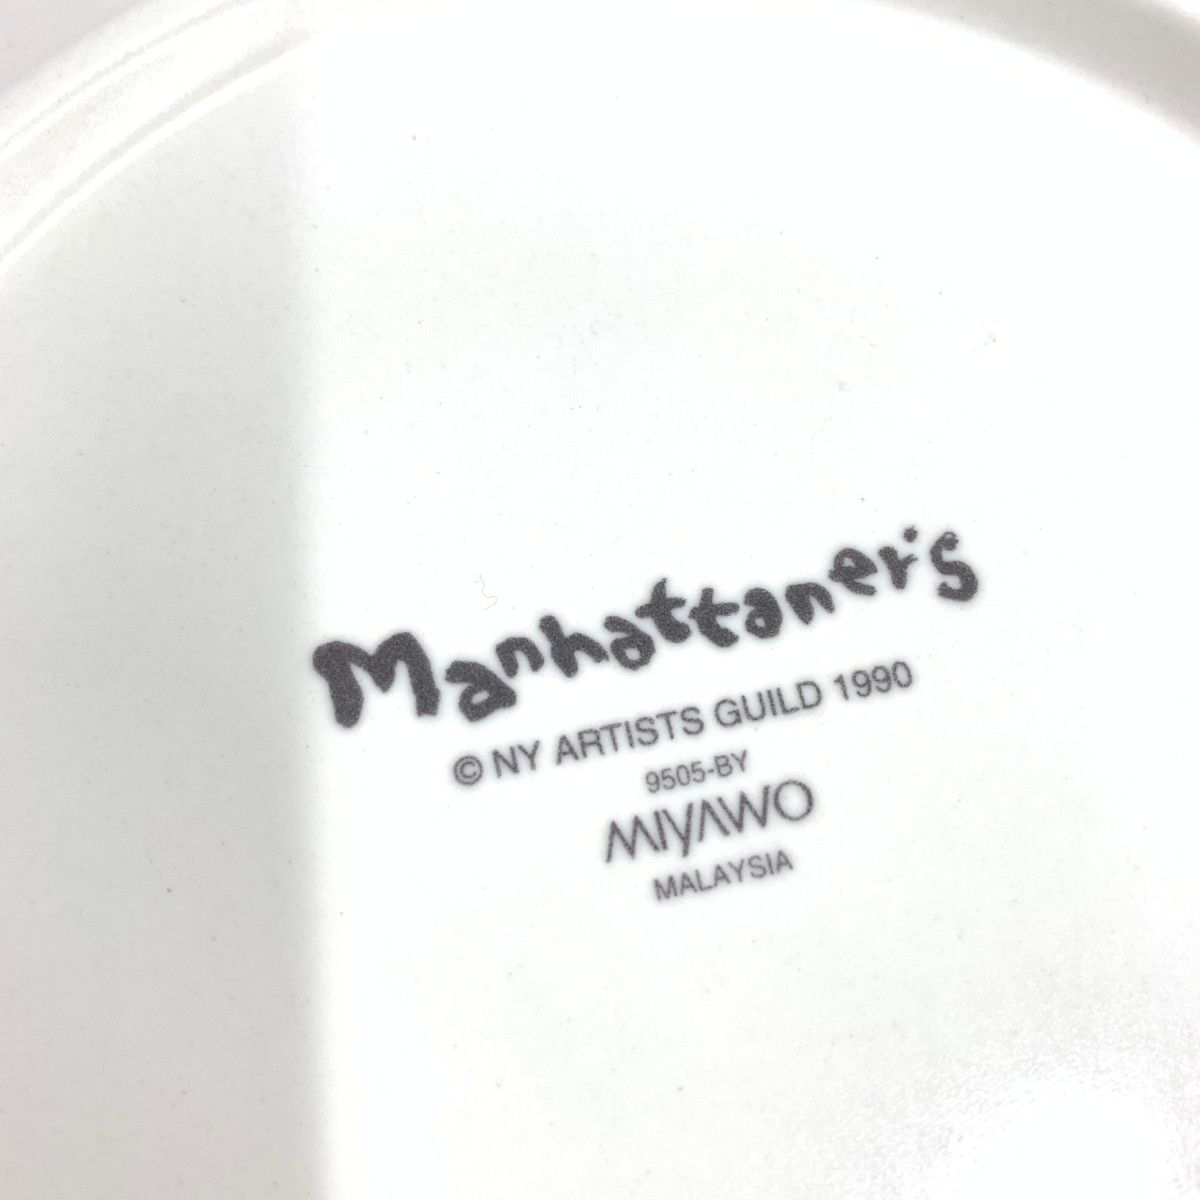 Manhattaner's
© NY ARTISTS GUILD 1990
9505-BY
MIYAWO
MALAYSIA